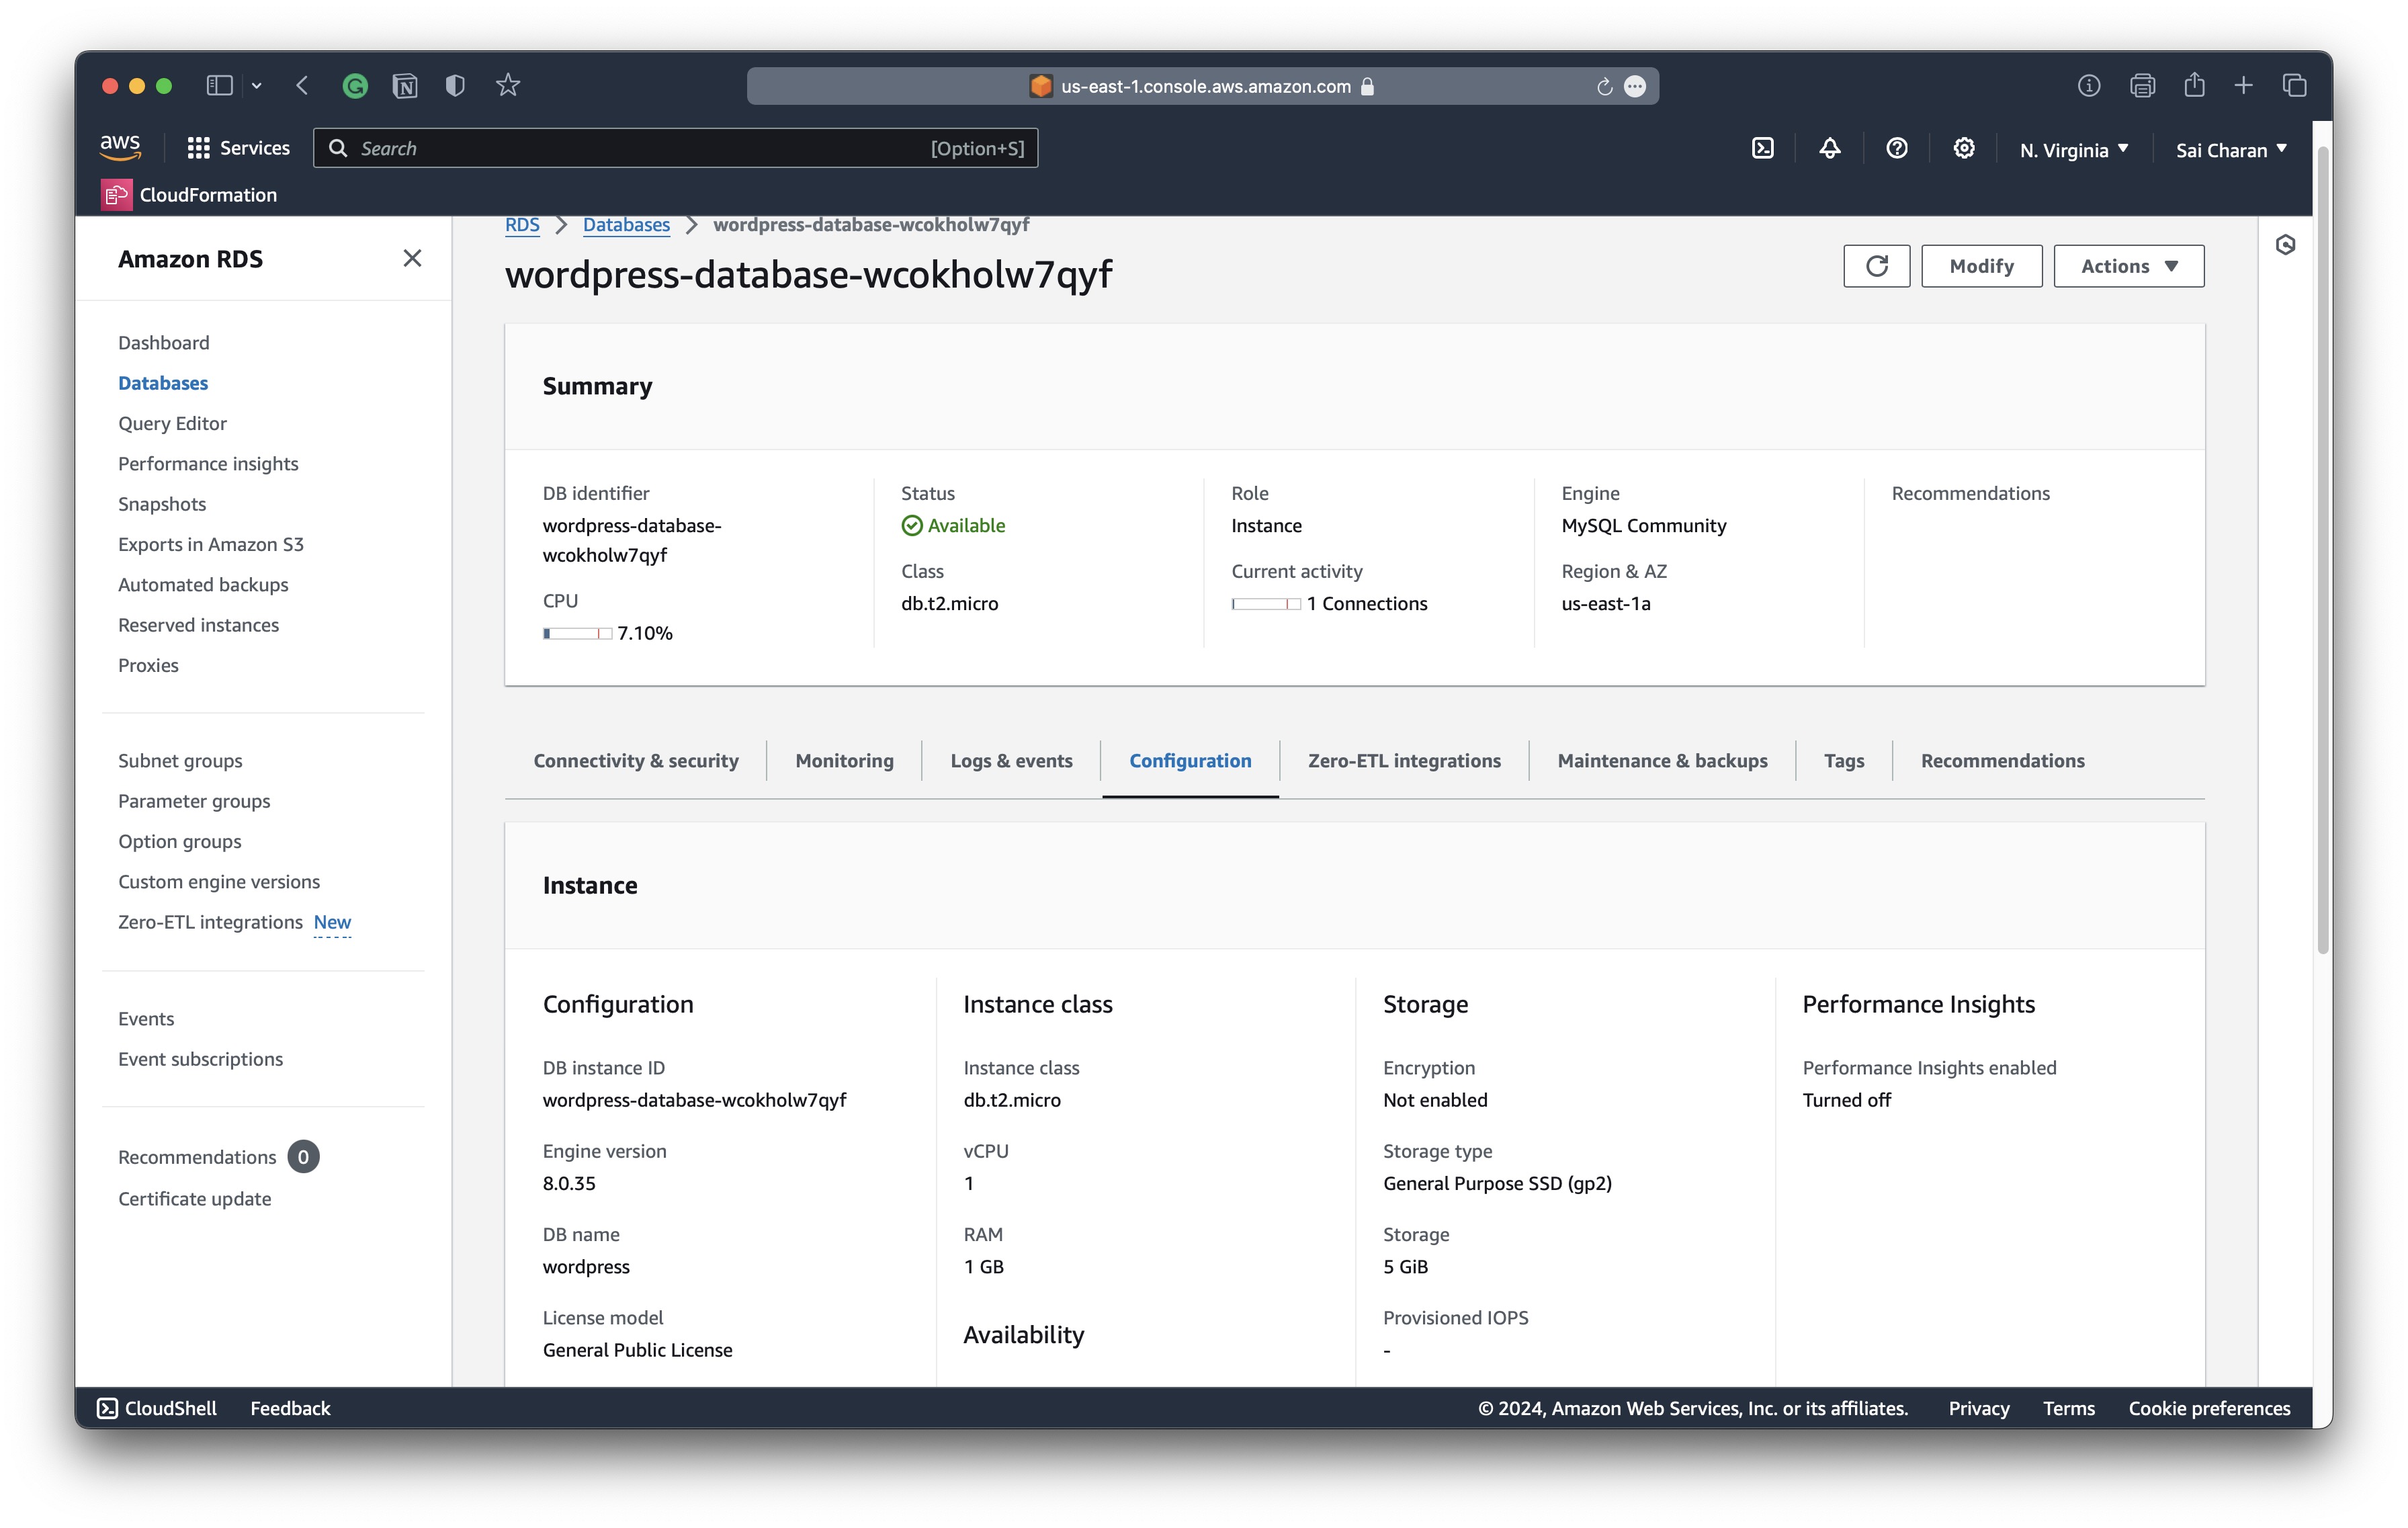 us-east-1.console.aws.amazon.com
aws
Services
Search
[Option+S]
N. Virginia
Sai Charan
CloudFormation
Amazon RDS
Dashboard
Databases
Query Editor
Performance insights
Snapshots
Exports in Amazon S3
Automated backups
Reserved instances
Proxies
Subnet groups
Parameter groups
Option groups
Custom engine versions
Zero-ETL integrations New
Events
Event subscriptions
Recommendations 0
Certificate update
RDS
Databases
wordpress-database-wcokholw7qyf
wordpress-database-wcokholw7qyf
Modify
Actions
Summary
DB identifier
wordpress-database-
wcokholw7qyf
CPU
7.10%
Status
Available
Class
db.t2.micro
Role
Instance
Current activity
1 Connections
Engine
MySQL Community
Region & AZ
us-east-1a
Recommendations
Connectivity & security
Monitoring
Logs & events
Configuration
Zero-ETL integrations
Maintenance & backups
Tags
Recommendations
Instance
Configuration
DB instance ID
wordpress-database-wcokholw7qyf
Engine version
8.0.35
DB name
wordpress
License model
General Public License
Instance class
Instance class
db.t2.micro
vCPU
1
RAM
1 GB
Availability
Storage
Encryption
Not enabled
Storage type
General Purpose SSD (gp2)
Storage
5 GiB
Provisioned IOPS
-
Performance Insights
Performance Insights enabled
Turned off
CloudShell
Feedback
© 2024, Amazon Web Services, Inc. or its affiliates.
Privacy
Terms
Cookie preferences